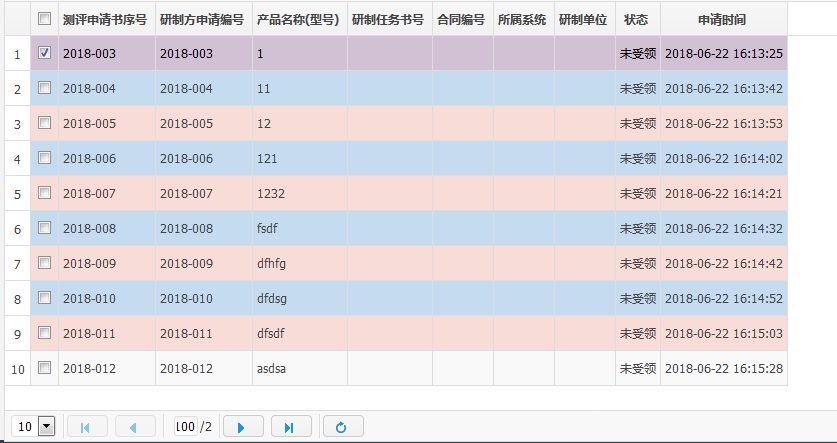 测评申请书序号 研制方申请编号 产品名称(型号) 研制任务书号 合同编号 所属系统 研制单位 状态 申请时间
1 2018-003 2018-003 1 未受领 2018-06-22 16:13:25
2 2018-004 2018-004 11 未受领 2018-06-22 16:13:42
3 2018-005 2018-005 12 未受领 2018-06-22 16:13:53
4 2018-006 2018-006 121 未受领 2018-06-22 16:14:02
5 2018-007 2018-007 1232 未受领 2018-06-22 16:14:21
6 2018-008 2018-008 fsdf 未受领 2018-06-22 16:14:32
7 2018-009 2018-009 dfhfg 未受领 2018-06-22 16:14:42
8 2018-010 2018-010 dfdsg 未受领 2018-06-22 16:14:52
9 2018-011 2018-011 dfsdf 未受领 2018-06-22 16:15:03
10 2018-012 2018-012 asdsa 未受领 2018-06-22 16:15:28
10 100 /2